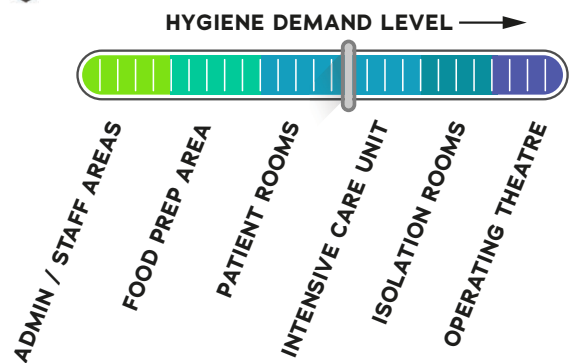 HYGIENE DEMAND LEVEL
ADMIN / STAFF AREAS
FOOD PREP AREA
PATIENT ROOMS
INTENSIVE CARE UNIT
ISOLATION ROOMS
OPERATING THEATRE